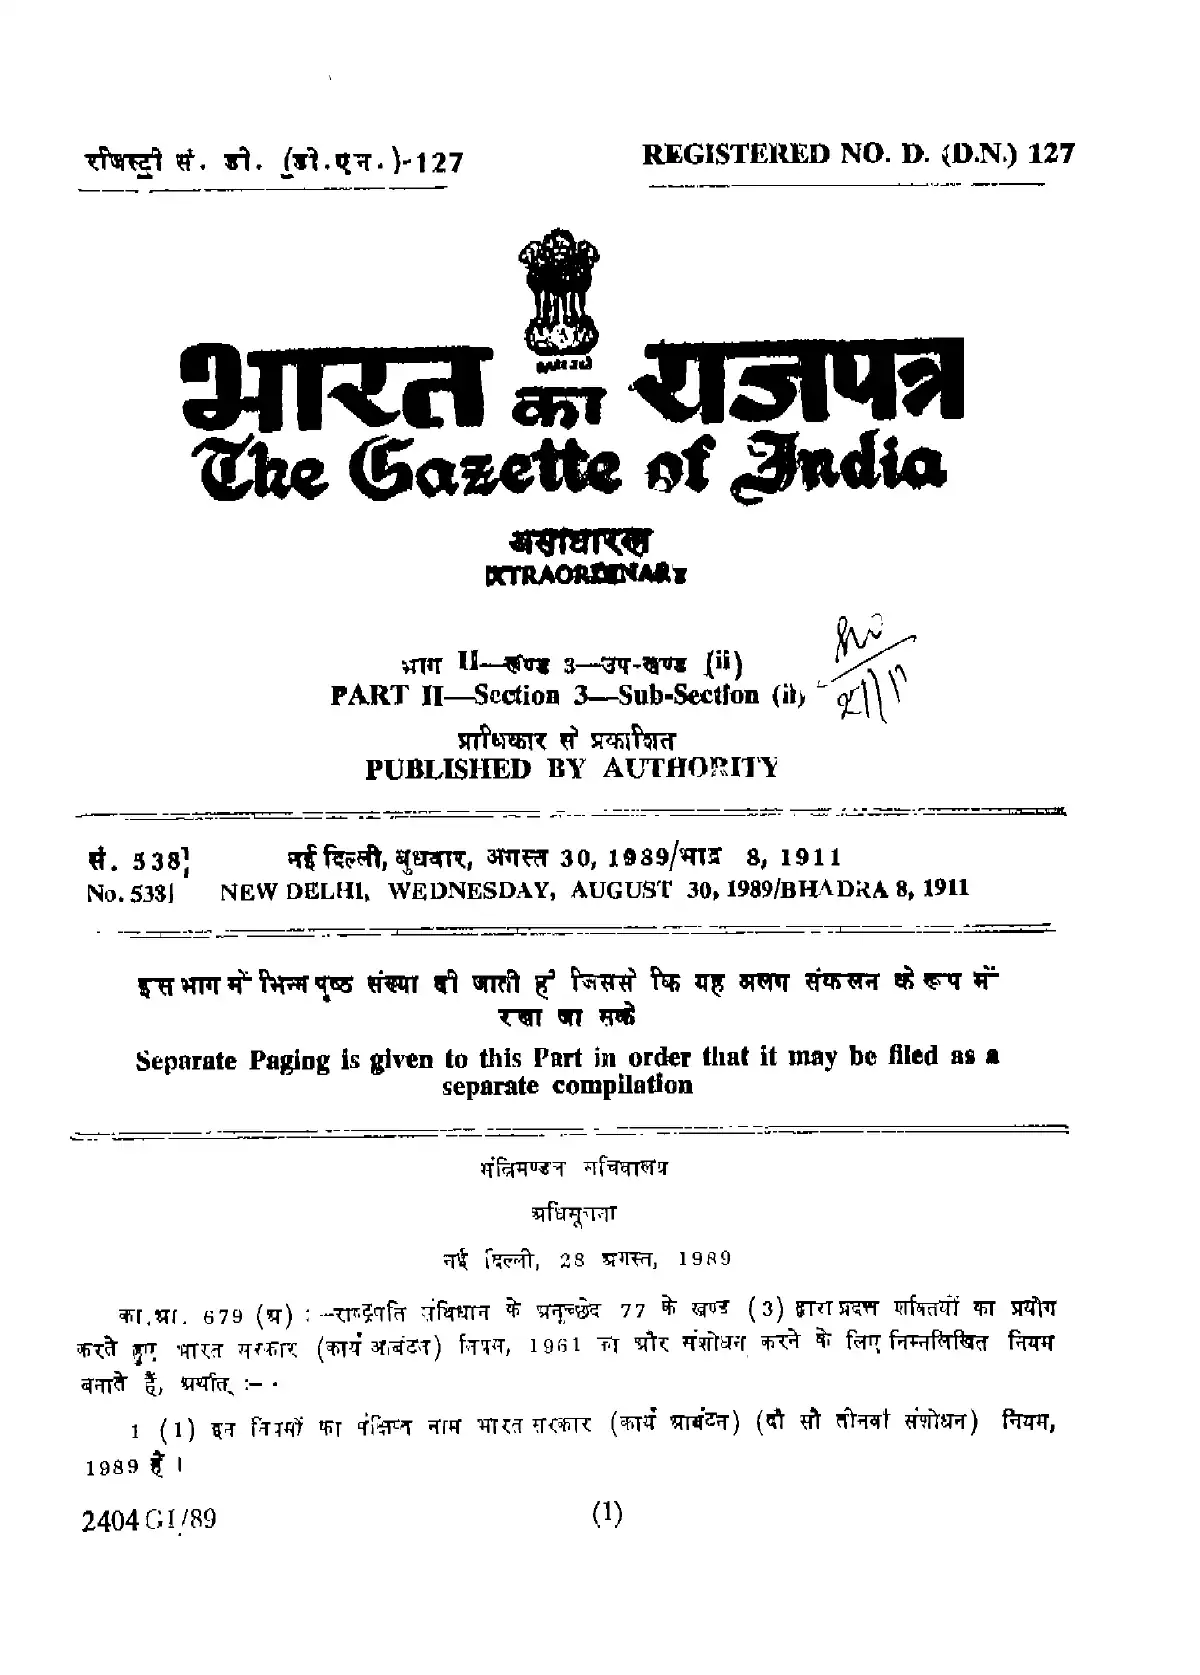 रजिस्ट्री सं. डी. (डी.एन.)-127
REGISTERED NO. D. (D.N.) 127
भारत का राजपत्र
The Gazette of India
असाधारण
EXTRAORDINARY
भाग II—खण्ड 3—उप-खण्ड (ii)
PART II—Section 3—Sub-Section (ii)
प्राधिकार से प्रकाशित
PUBLISHED BY AUTHORITY
सं. 538]
नई दिल्ली, बुधवार, अगस्त 30, 1989/भाद्र 8, 1911
No. 538]
NEW DELHI, WEDNESDAY, AUGUST 30, 1989/BHADRA 8, 1911
इस भाग में भिन्न पृष्ठ संख्या दी जाती है जिससे कि यह अलग संकलन के रूप में
रखा जा सके
Separate Paging is given to this Part in order that it may be filed as a
separate compilation
मंत्रिमण्डल सचिवालय
अधिसूचना
नई दिल्ली, 28 अगस्त, 1989
का.आ. 679 (अ) :—राष्ट्रपति संविधान के अनुच्छेद 77 के खण्ड (3) द्वारा प्रदत्त शक्तियों का प्रयोग
करते हुए भारत सरकार (कार्य आबंटन) नियम, 1961 का और संशोधन करने के लिए निम्नलिखित नियम
बनाते हैं, अर्थात् :—
1 (1) इन नियमों का संक्षिप्त नाम भारत सरकार (कार्य आबंटन) (दो सौ तीनवां संशोधन) नियम,
1989 है ।
2404 GI/89
(1)